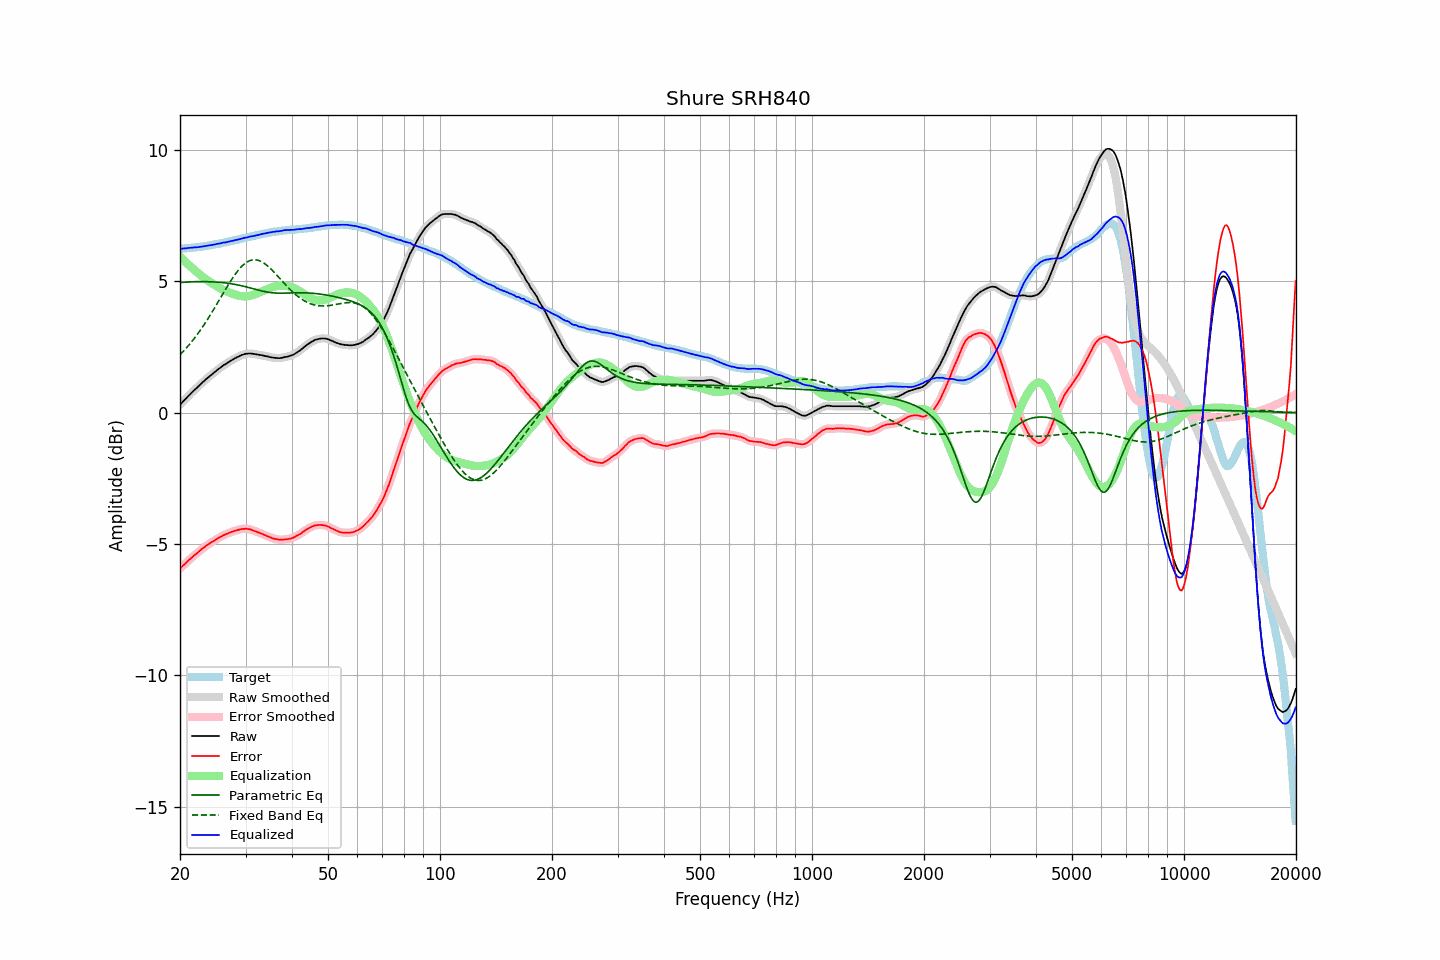 Shure SRH840
Amplitude (dBr)
10
5
0
−5
−10
−15
Target
Raw Smoothed
Error Smoothed
Raw
Error
Equalization
Parametric Eq
Fixed Band Eq
Equalized
20 50 100 200 500 1000 2000 5000 10000 20000
Frequency (Hz)